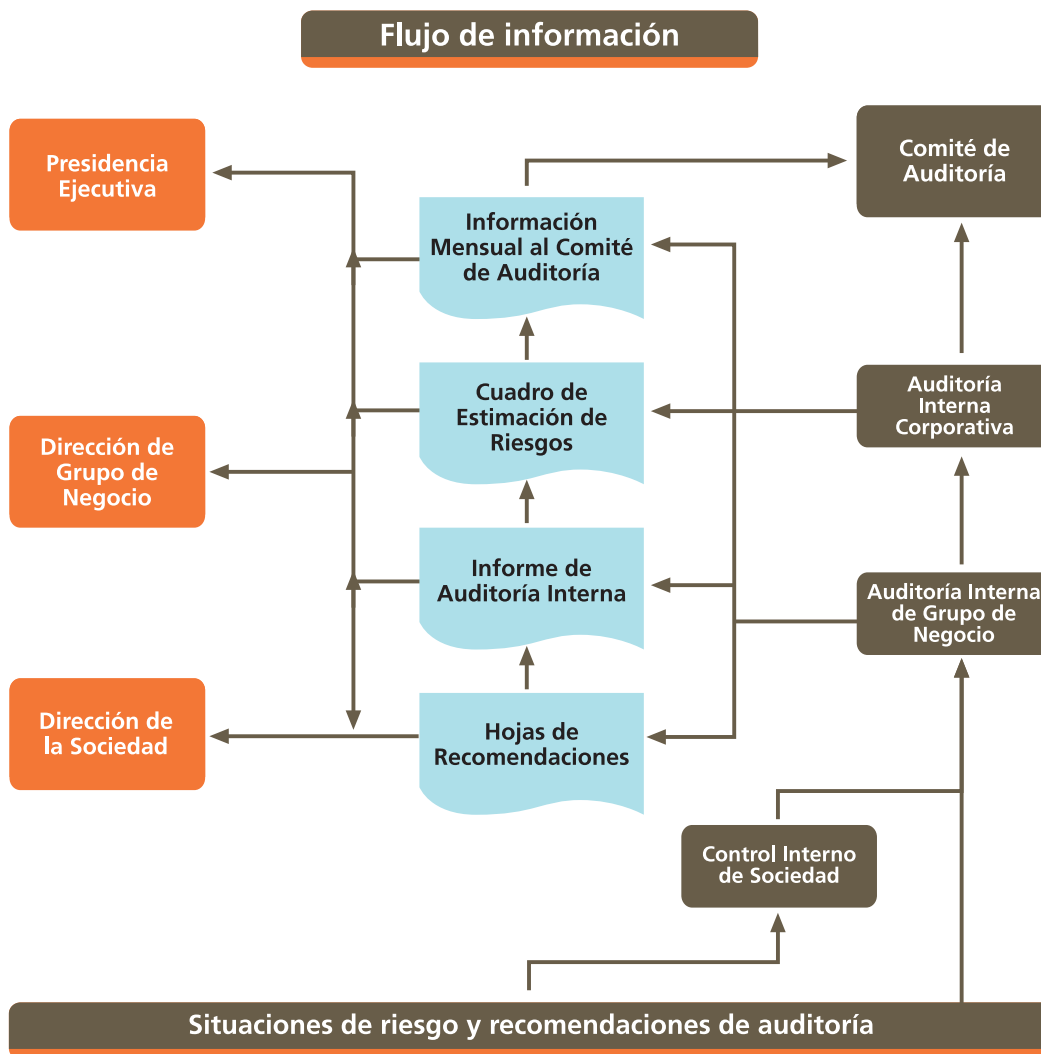 Flujo de información
Presidencia
Ejecutiva
Comité de
Auditoría
Información
Mensual al Comité
de Auditoría
Cuadro de
Estimación de
Riesgos
Auditoría
Interna
Corporativa
Dirección de
Grupo de
Negocio
Informe de
Auditoría Interna
Auditoría Interna
de Grupo de
Negocio
Dirección de
la Sociedad
Hojas de
Recomendaciones
Control Interno
de Sociedad
Situaciones de riesgo y recomendaciones de auditoría